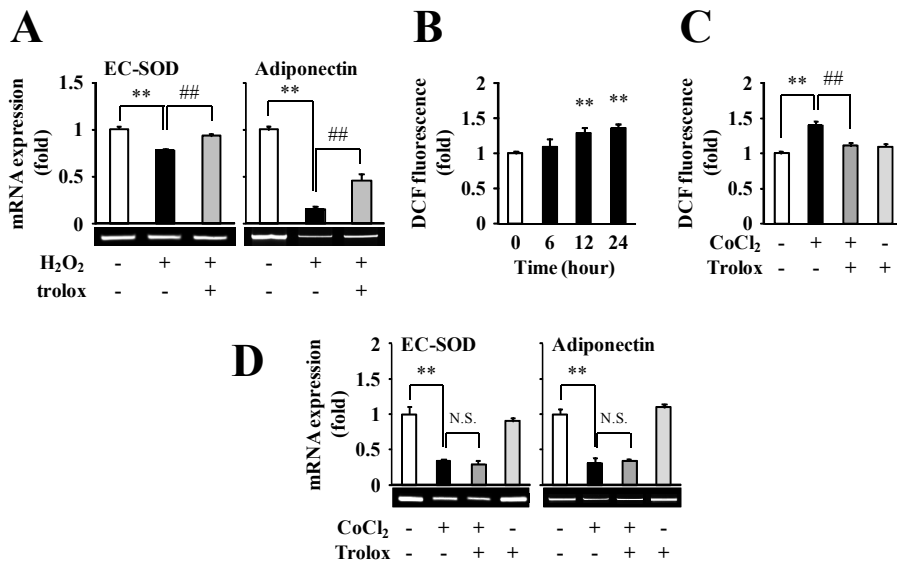 A
EC-SOD
Adiponectin
mRNA expression
(fold)
1.5
1
0.5
0
**
##
**
##
H₂O₂ - + + - + +
trolox - - + - - +
B
DCF fluorescence
2
1.5
1
0.5
0
** **
0 6 12 24
Time (hour)
C
DCF fluorescence
2
1.5
1
0.5
0
** ##
CoCl₂ - + + -
Trolox - - + +
D
EC-SOD
Adiponectin
mRNA expression
(fold)
2
1.5
1
0.5
0
**
N.S.
**
N.S.
CoCl₂ - + + - - + + -
Trolox - - + + - - + +